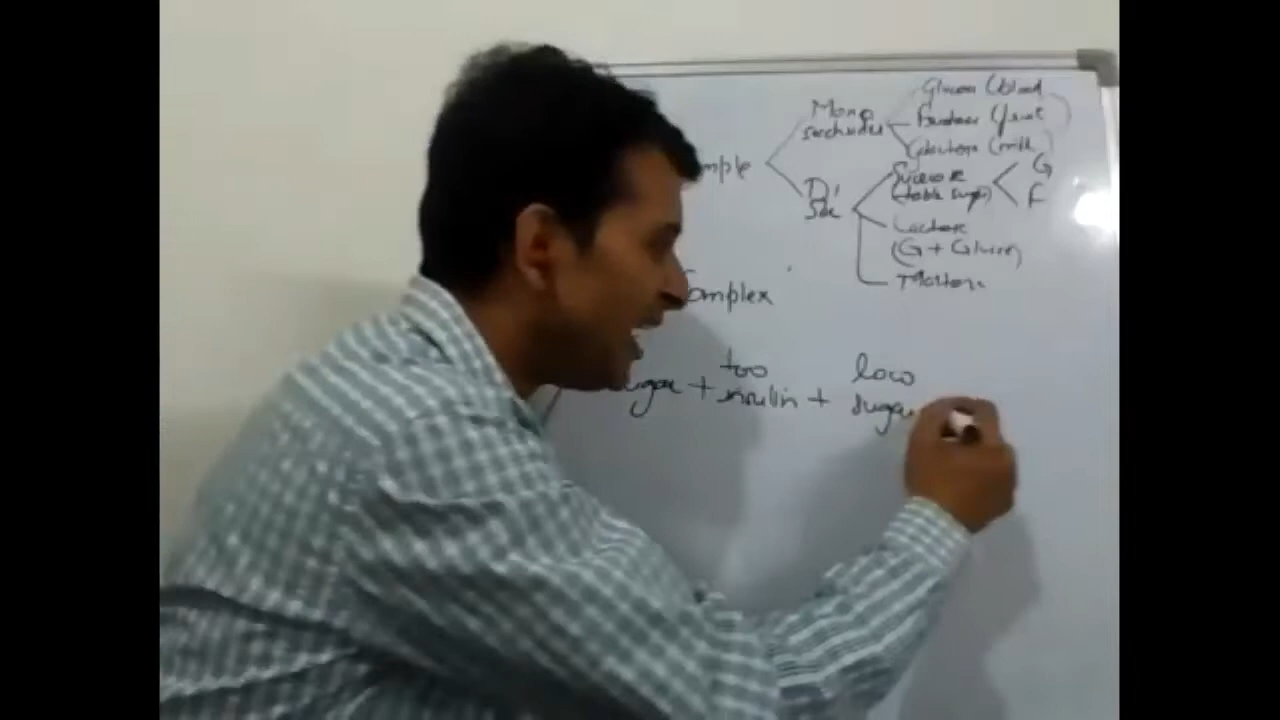 Glucose (blood
Mono
saccharides
Fructose (fruit)
Galactose (milk)
mple
Sucrose
(table sugar)
G
F
Di
Sac
Lactose
(G + Glucose)
Maltose
omplex
too
low
ugar + insulin +
sugar